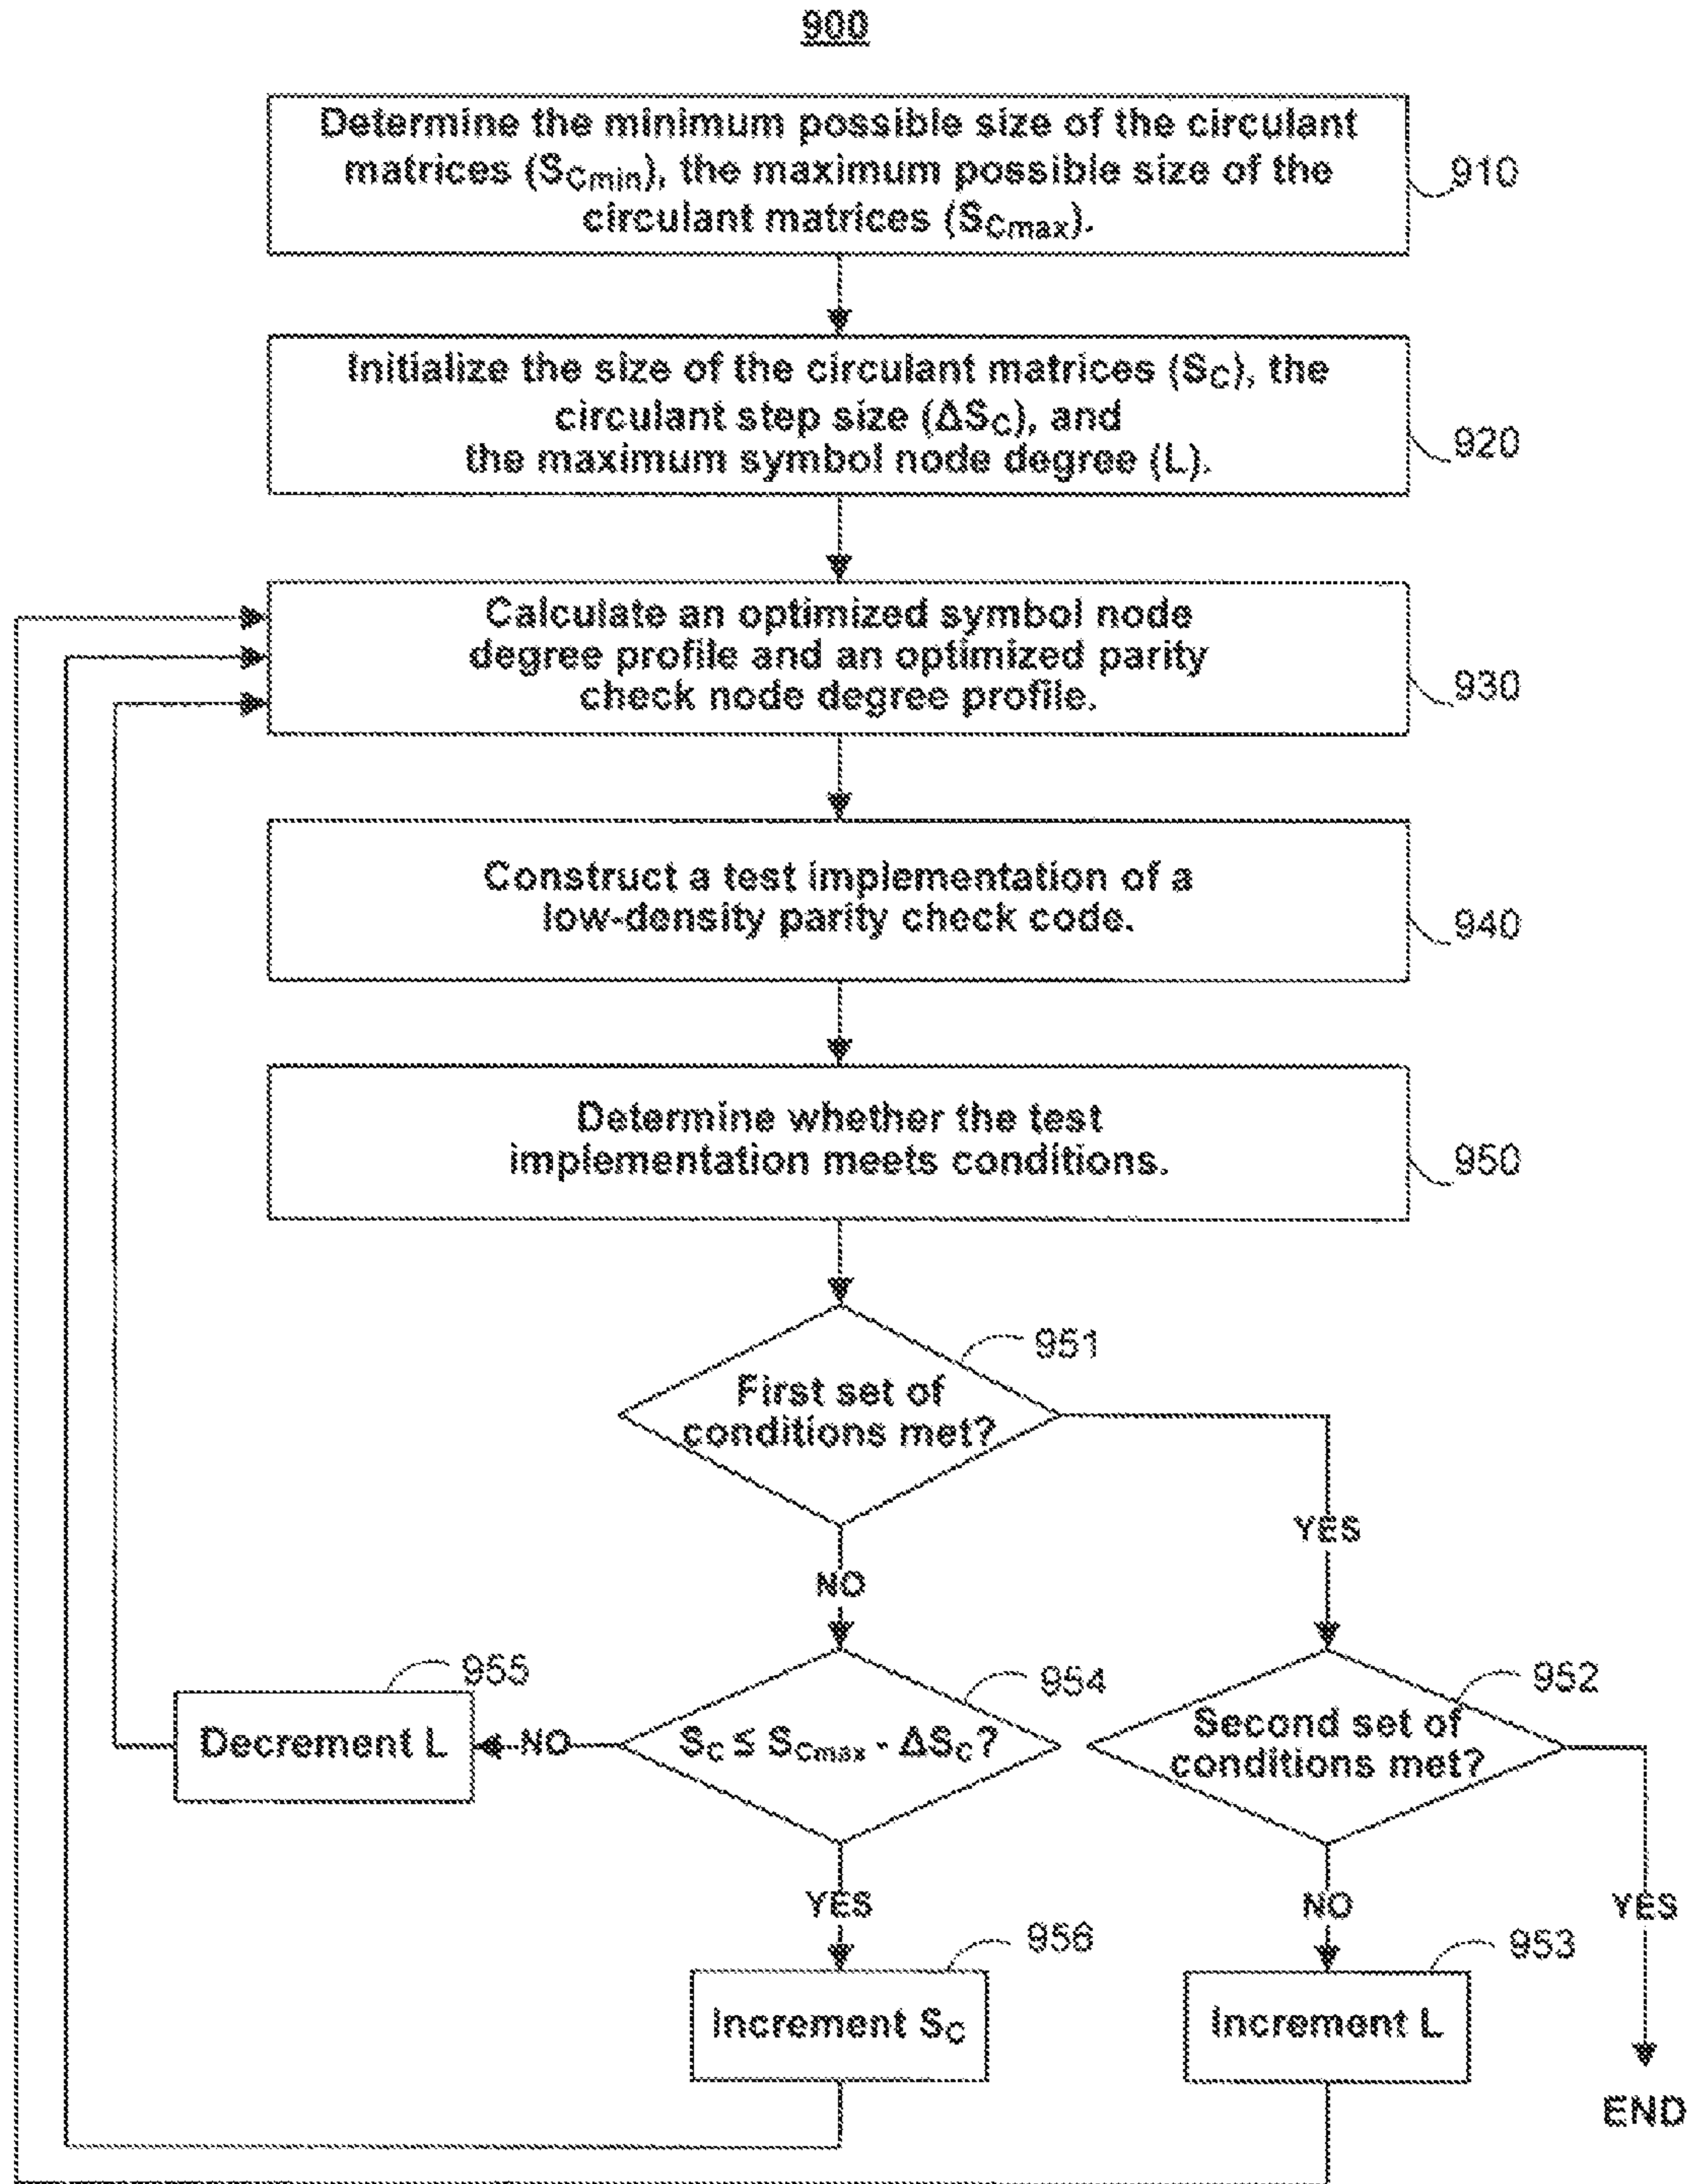 900
Determine the minimum possible size of the circulant
matrices (SCmin), the maximum possible size of the
circulant matrices (SCmax).
910
Initialize the size of the circulant matrices (SC), the
circulant step size (ΔSC), and
the maximum symbol node degree (L).
920
Calculate an optimized symbol node
degree profile and an optimized parity
check node degree profile.
930
Construct a test implementation of a
low-density parity check code.
940
Determine whether the test
implementation meets conditions.
950
951
First set of
conditions met?
YES
NO
955
Decrement L
NO
954
SC ≤ SCmax - ΔSC?
952
Second set of
conditions met?
YES
NO
YES
956
Increment SC
953
Increment L
END